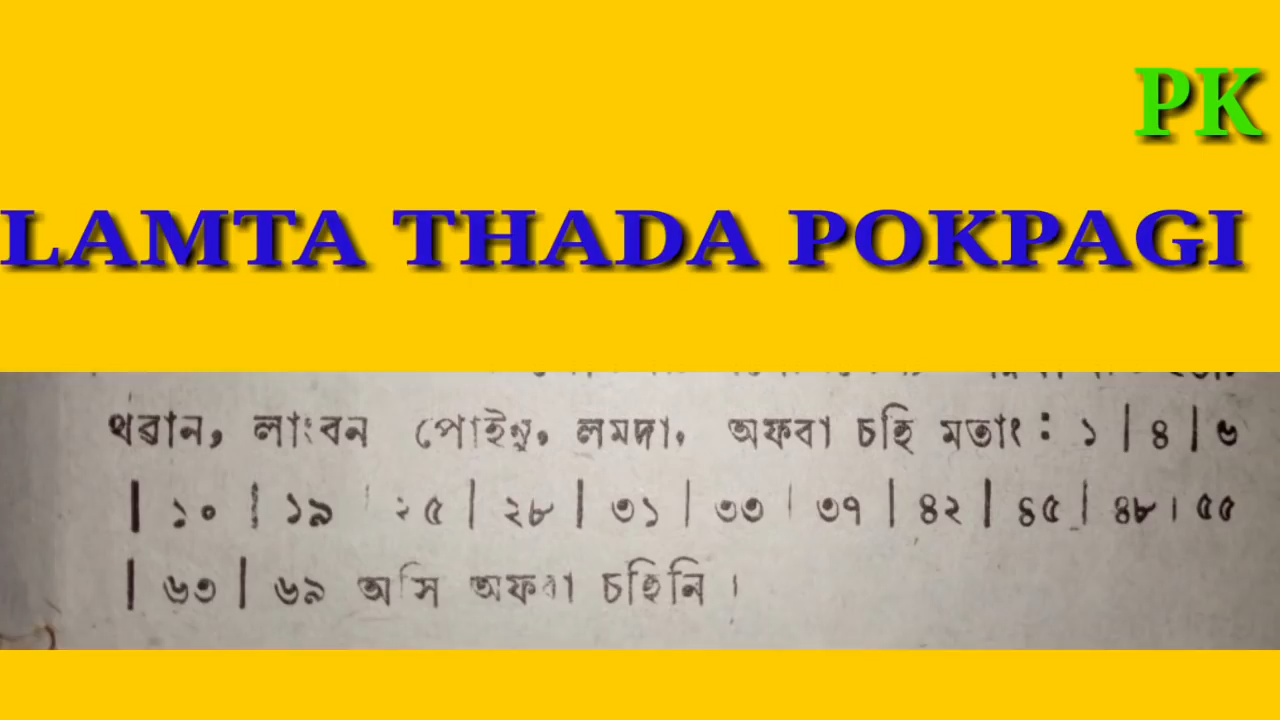 PK
LAMTA THADA POKPAGI
থৱান, লাংবন পোইনু, লমদা, অফবা চহি মতাং : ১ | ৪ | ৬
| ১০ | ১৯ | ২৫ | ২৮ | ৩১ | ৩৩ | ৩৭ | ৪২ | ৪৫ | ৪৮ | ৫৫
| ৬৩ | ৬৯ অসি অফবা চহিনি ।